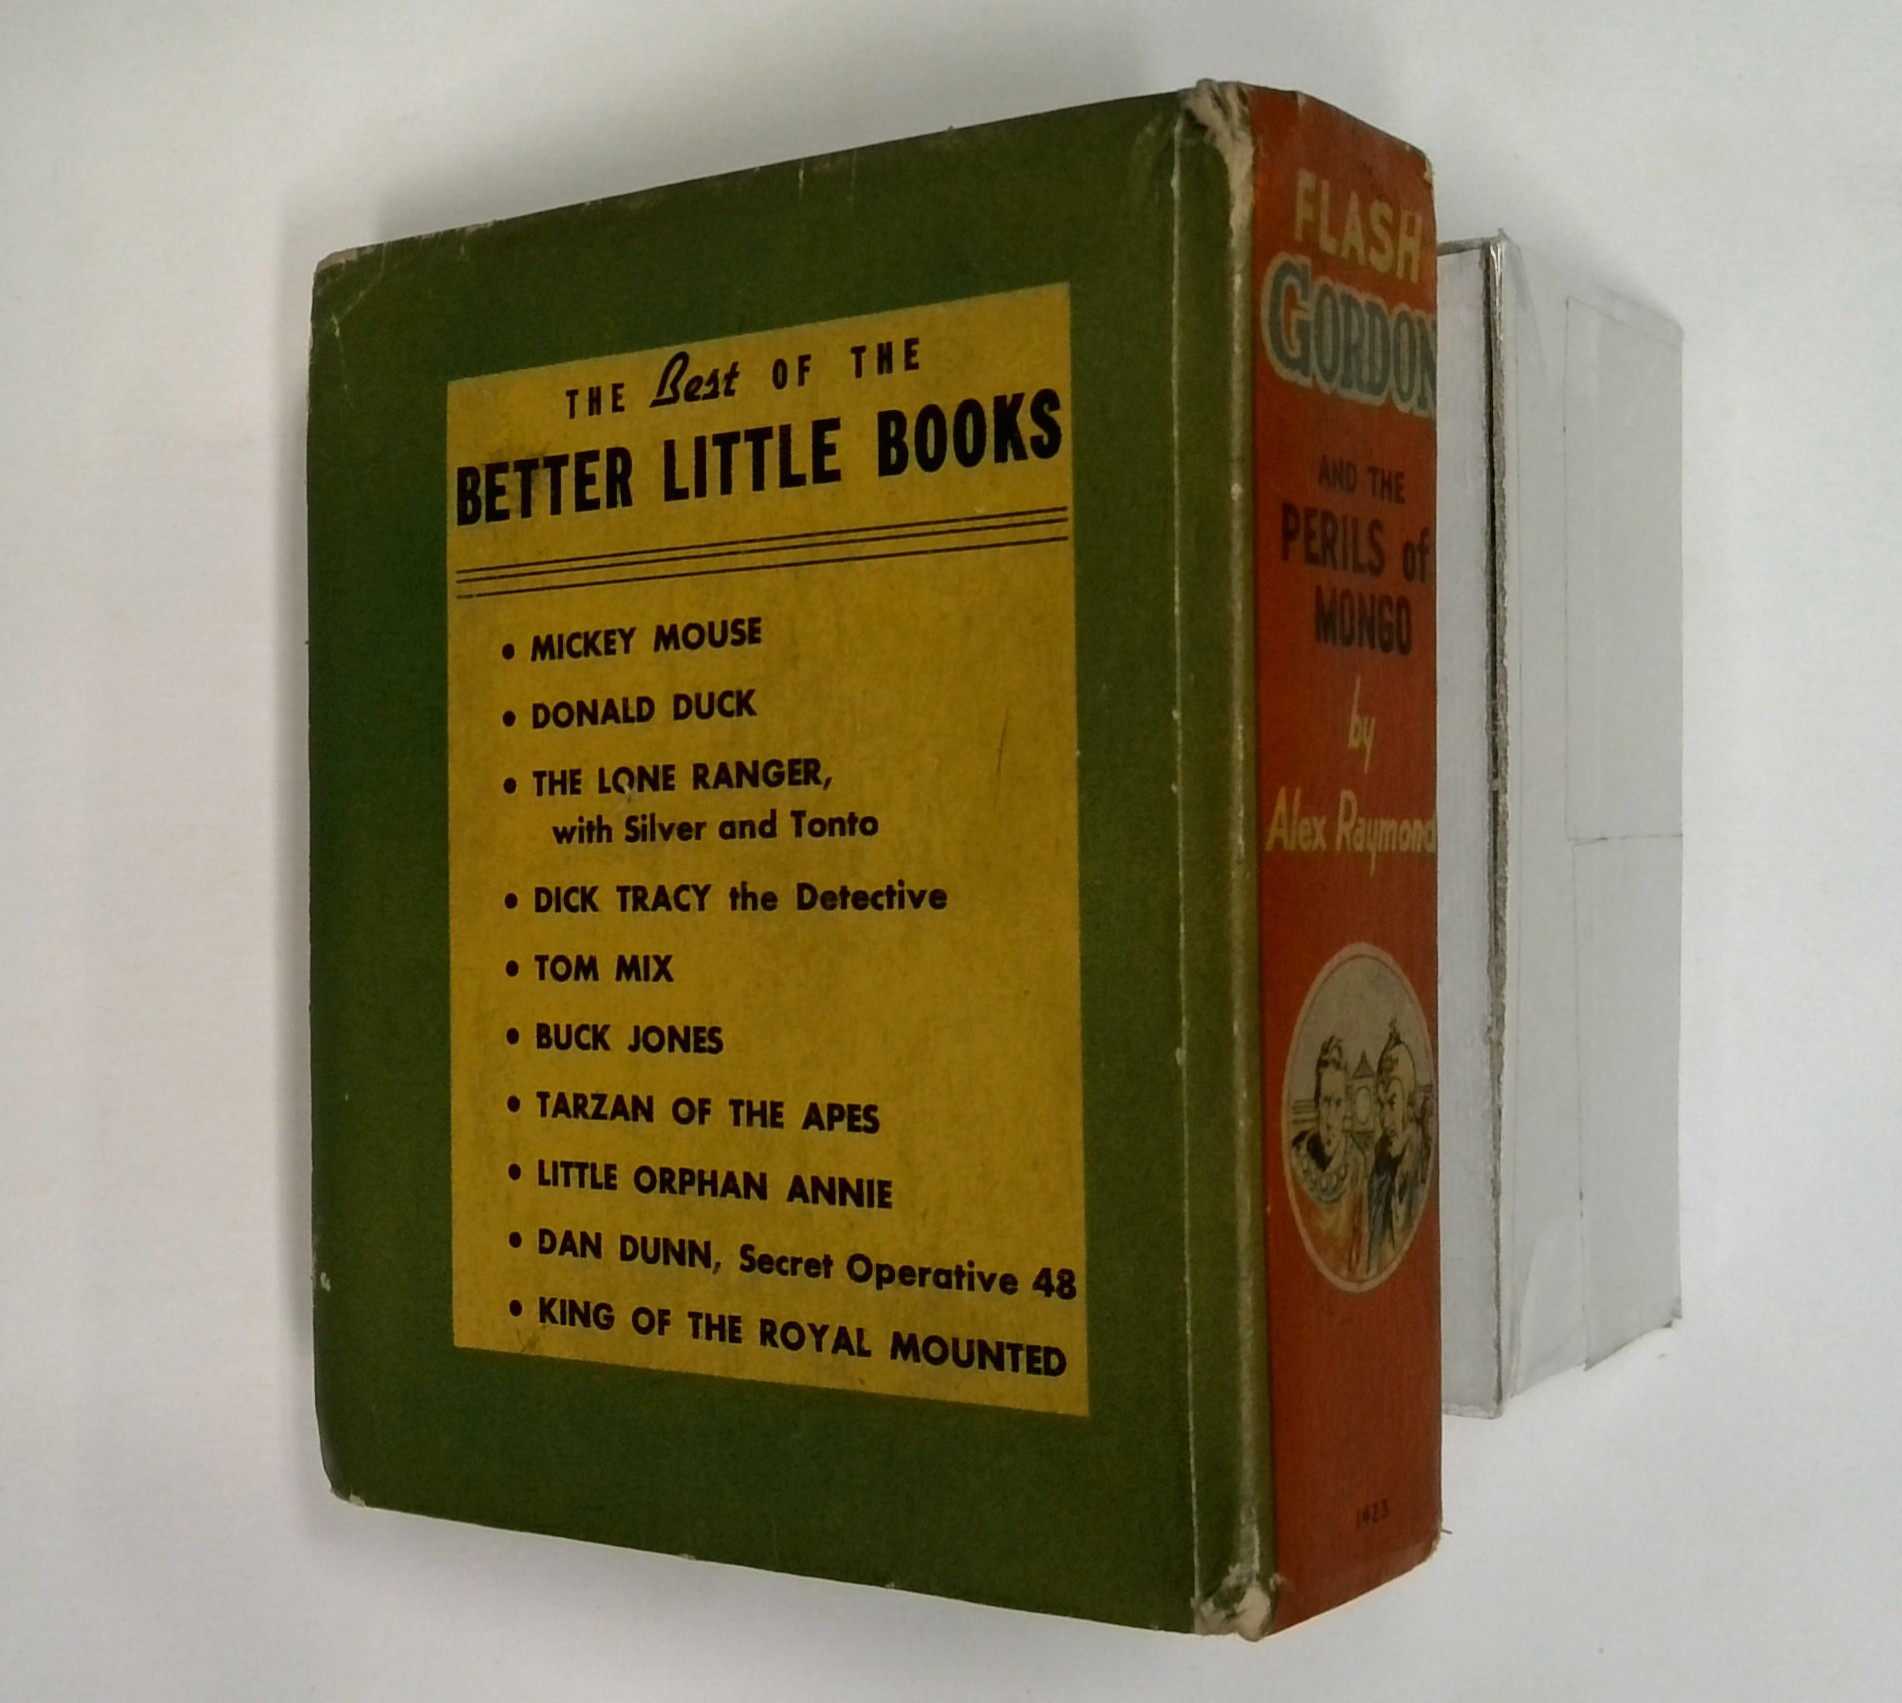 THE Best OF THE
BETTER LITTLE BOOKS
• MICKEY MOUSE
• DONALD DUCK
• THE LONE RANGER,
with Silver and Tonto
• DICK TRACY the Detective
• TOM MIX
• BUCK JONES
• TARZAN OF THE APES
• LITTLE ORPHAN ANNIE
• DAN DUNN, Secret Operative 48
• KING OF THE ROYAL MOUNTED
FLASH
GORDON
AND THE
PERILS of
MONGO
by
Alex Raymond
1423